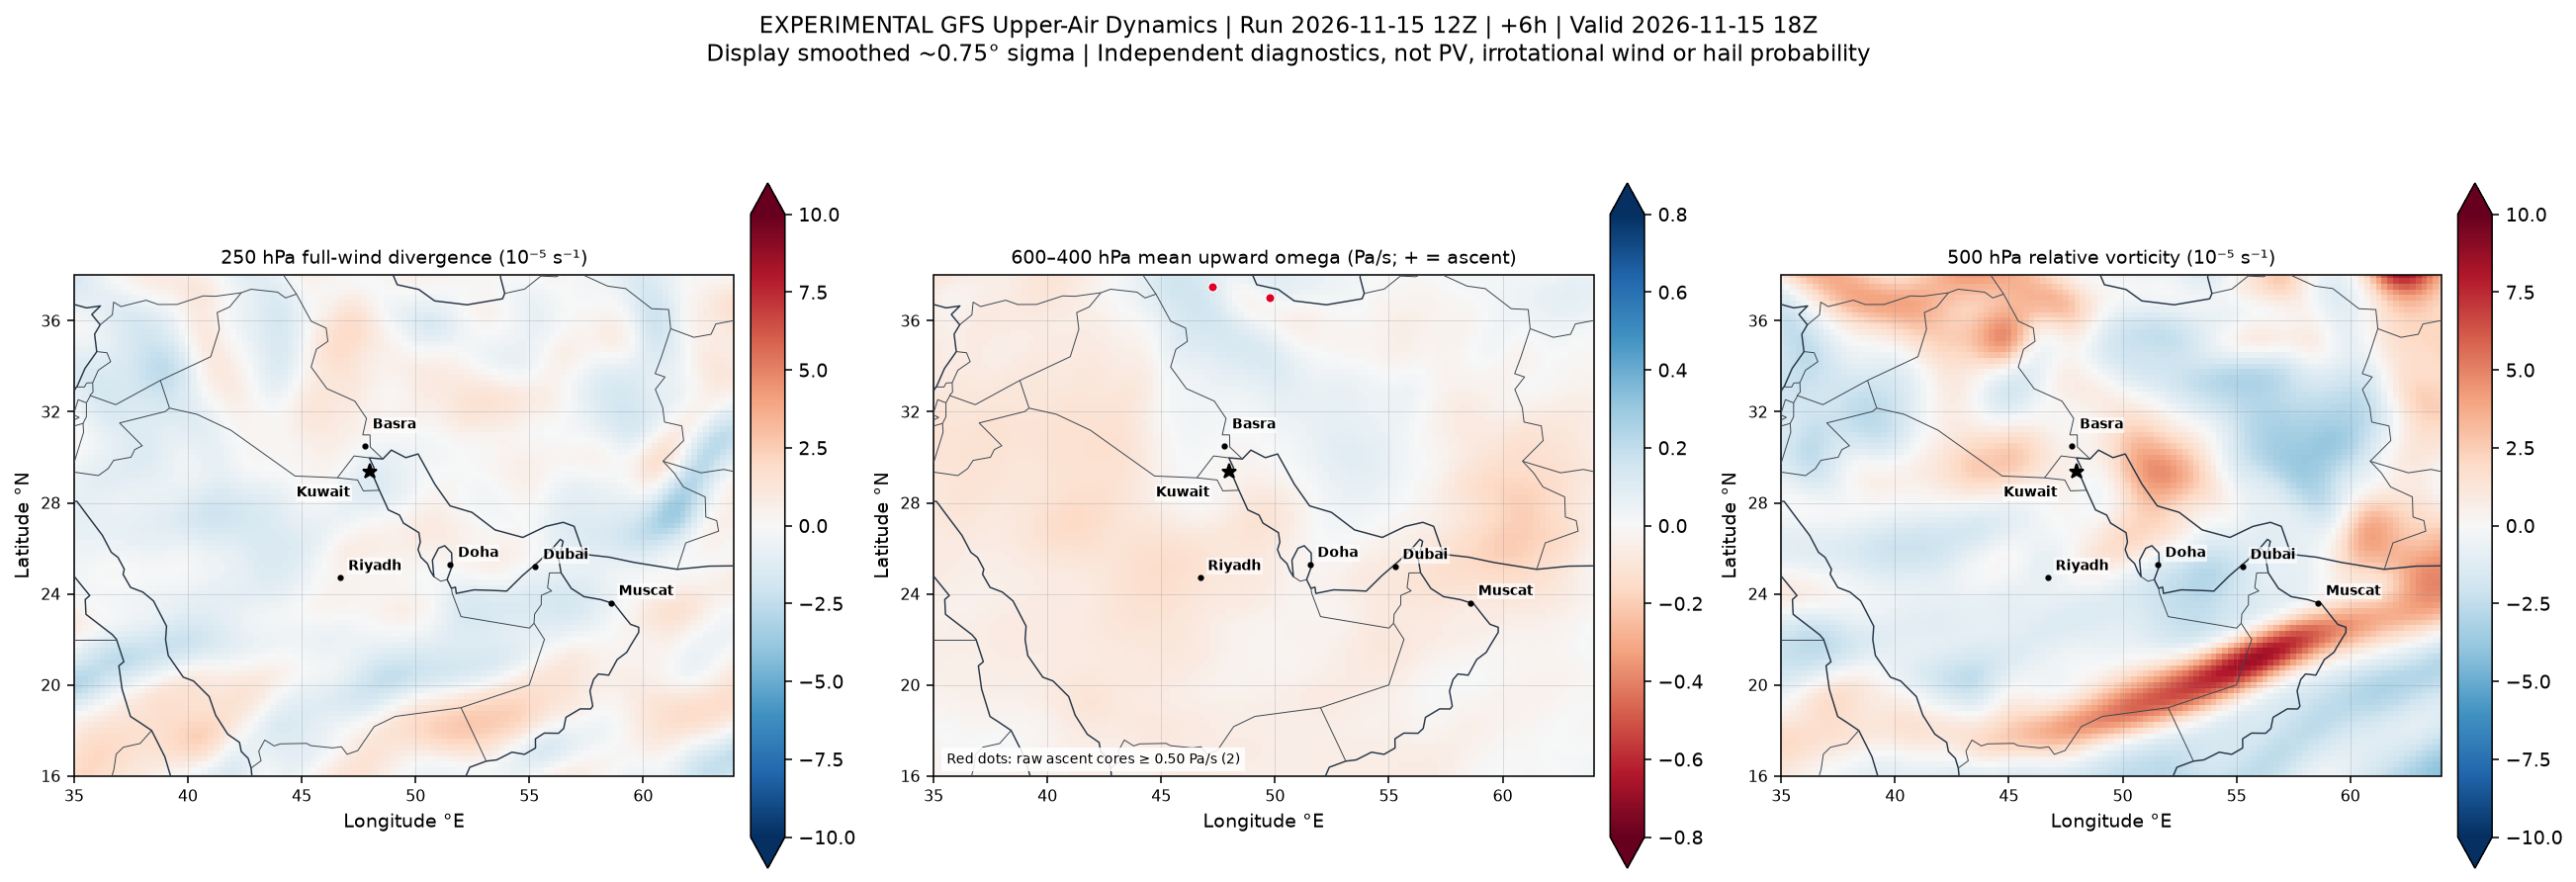 EXPERIMENTAL GFS Upper-Air Dynamics | Run 2026-11-15 12Z | +6h | Valid 2026-11-15 18Z
Display smoothed ~0.75° sigma | Independent diagnostics, not PV, irrotational wind or hail probability
250 hPa full-wind divergence (10⁻⁵ s⁻¹)
Latitude °N
36
32
28
24
20
16
Basra
Kuwait
Riyadh
Doha
Dubai
Muscat
35
40
45
50
55
60
Longitude °E
10.0
7.5
5.0
2.5
0.0
−2.5
−5.0
−7.5
−10.0
600–400 hPa mean upward omega (Pa/s; + = ascent)
Latitude °N
36
32
28
24
20
16
Basra
Kuwait
Riyadh
Doha
Dubai
Muscat
Red dots: raw ascent cores ≥ 0.50 Pa/s (2)
35
40
45
50
55
60
Longitude °E
0.8
0.6
0.4
0.2
0.0
−0.2
−0.4
−0.6
−0.8
500 hPa relative vorticity (10⁻⁵ s⁻¹)
Latitude °N
36
32
28
24
20
16
Basra
Kuwait
Riyadh
Doha
Dubai
Muscat
35
40
45
50
55
60
Longitude °E
10.0
7.5
5.0
2.5
0.0
−2.5
−5.0
−7.5
−10.0